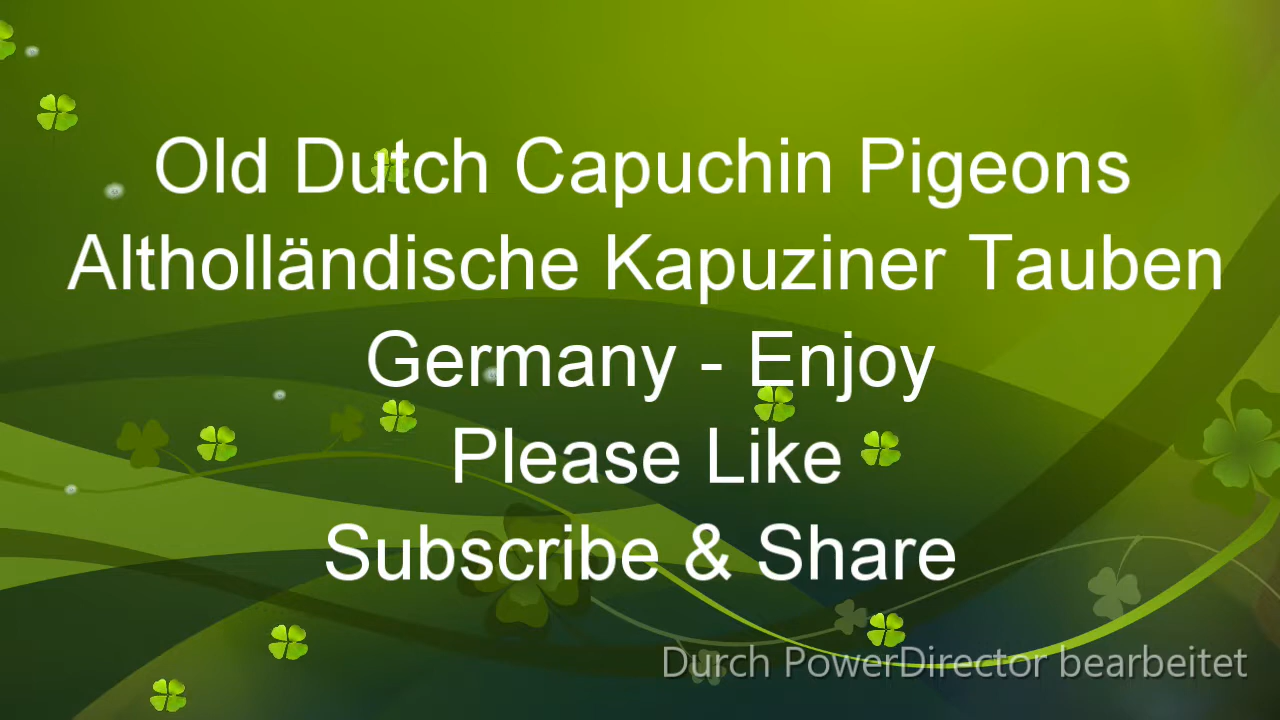 Old Dutch Capuchin Pigeons
Altholländische Kapuziner Tauben
Germany - Enjoy
Please Like
Subscribe & Share
Durch PowerDirector bearbeitet